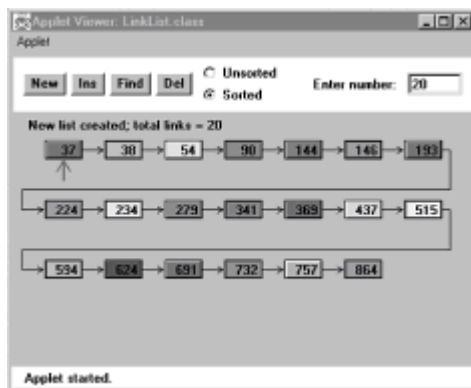 Applet Viewer: LinkList.class
Applet
New Ins Find Del Unsorted Sorted Enter number: 20
New list created; total links = 20
37 38 54 90 144 146 193
224 234 279 341 369 437 515
594 624 691 732 757 864
Applet started.